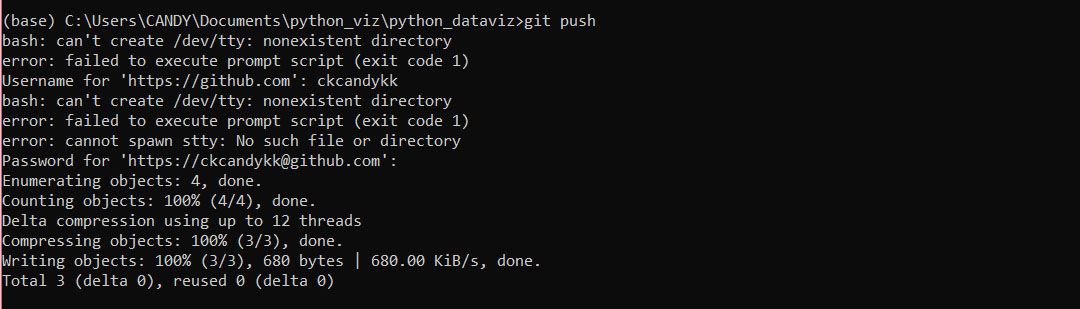 (base) C:\Users\CANDY\Documents\python_viz\python_dataviz>git push
bash: can't create /dev/tty: nonexistent directory
error: failed to execute prompt script (exit code 1)
Username for 'https://github.com': ckcandykk
bash: can't create /dev/tty: nonexistent directory
error: failed to execute prompt script (exit code 1)
error: cannot spawn stty: No such file or directory
Password for 'https://ckcandykk@github.com':
Enumerating objects: 4, done.
Counting objects: 100% (4/4), done.
Delta compression using up to 12 threads
Compressing objects: 100% (3/3), done.
Writing objects: 100% (3/3), 680 bytes | 680.00 KiB/s, done.
Total 3 (delta 0), reused 0 (delta 0)